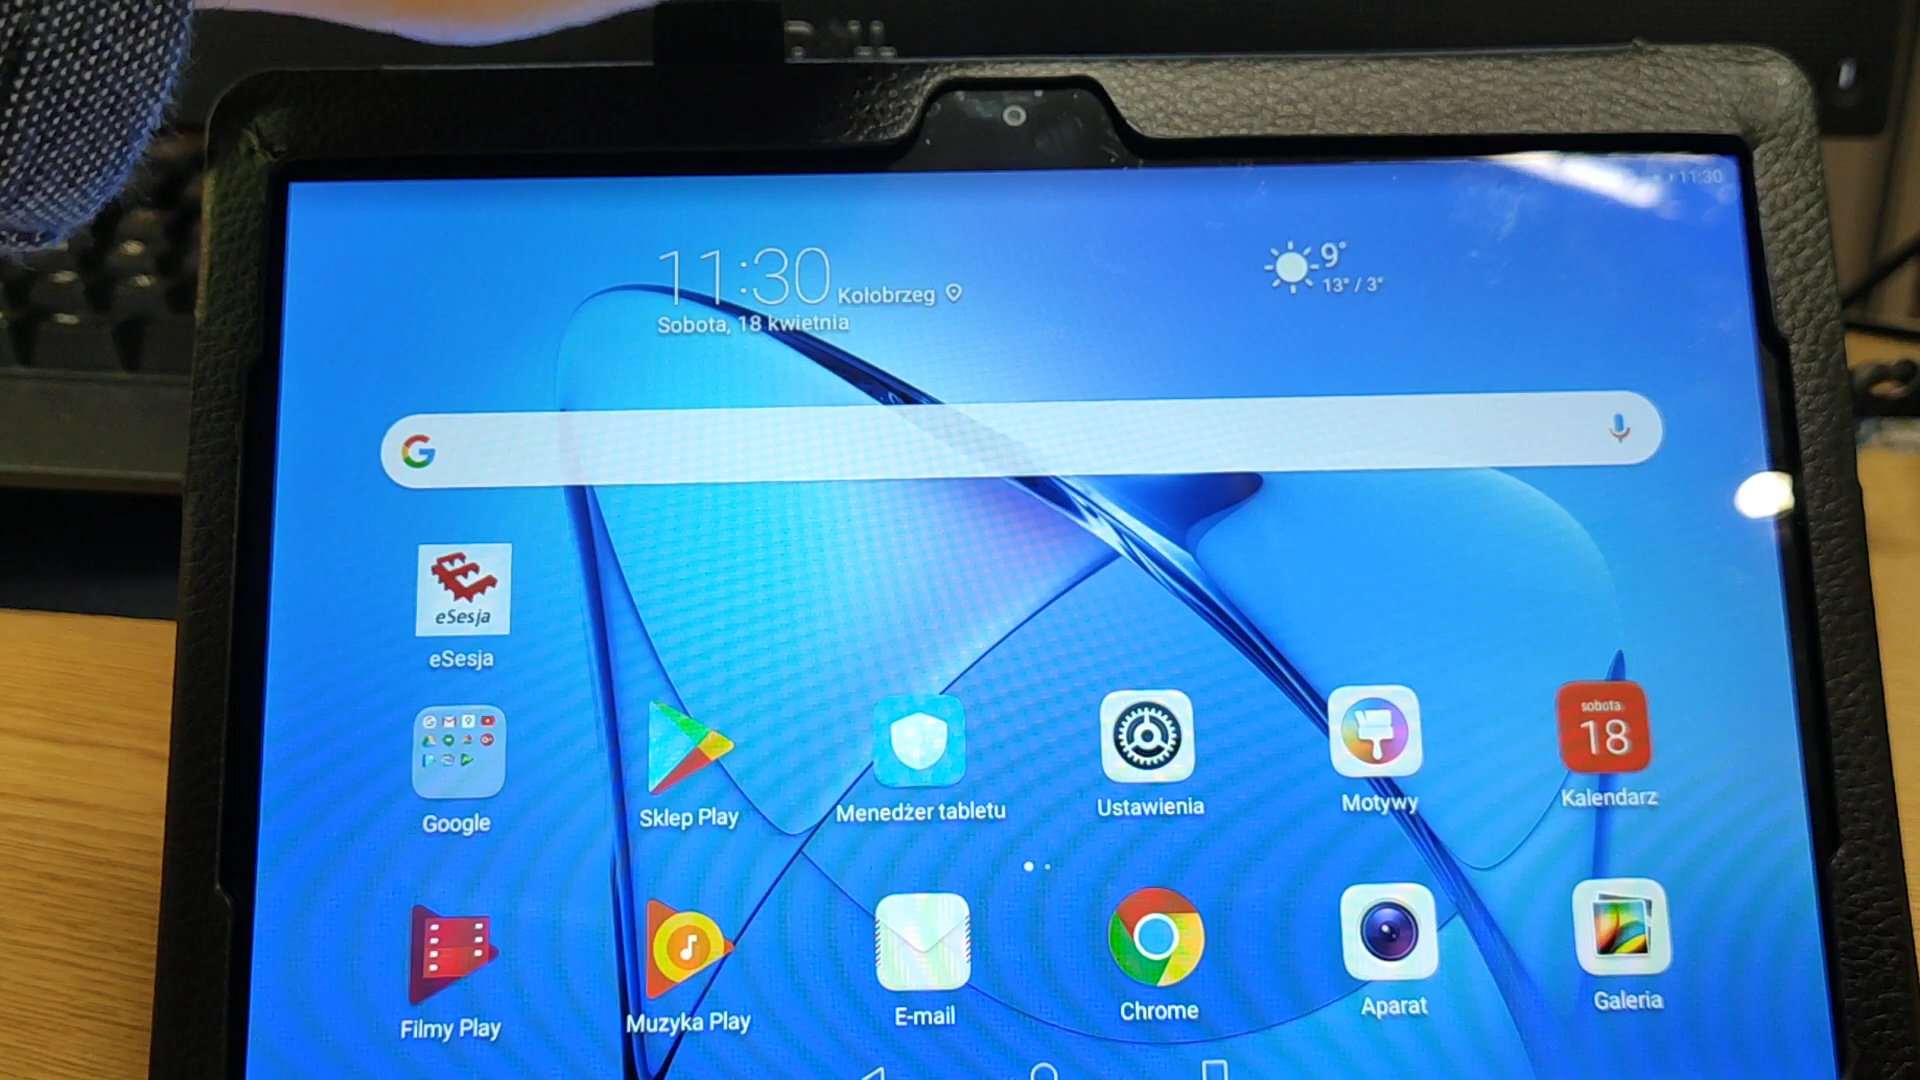 11:30
11:30 Kołobrzeg
9°
13° / 3°
Sobota, 18 kwietnia
eSesja
eSesja
sobota
18
Google
Sklep Play
Menedżer tabletu
Ustawienia
Motywy
Kalendarz
Filmy Play
Muzyka Play
E-mail
Chrome
Aparat
Galeria